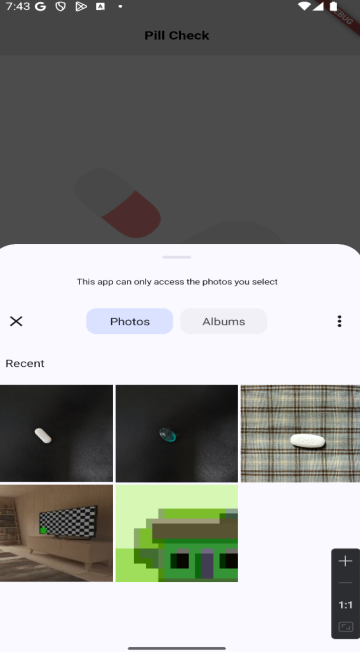 7:43
Pill Check
This app can only access the photos you select
Photos
Albums
Recent
1:1